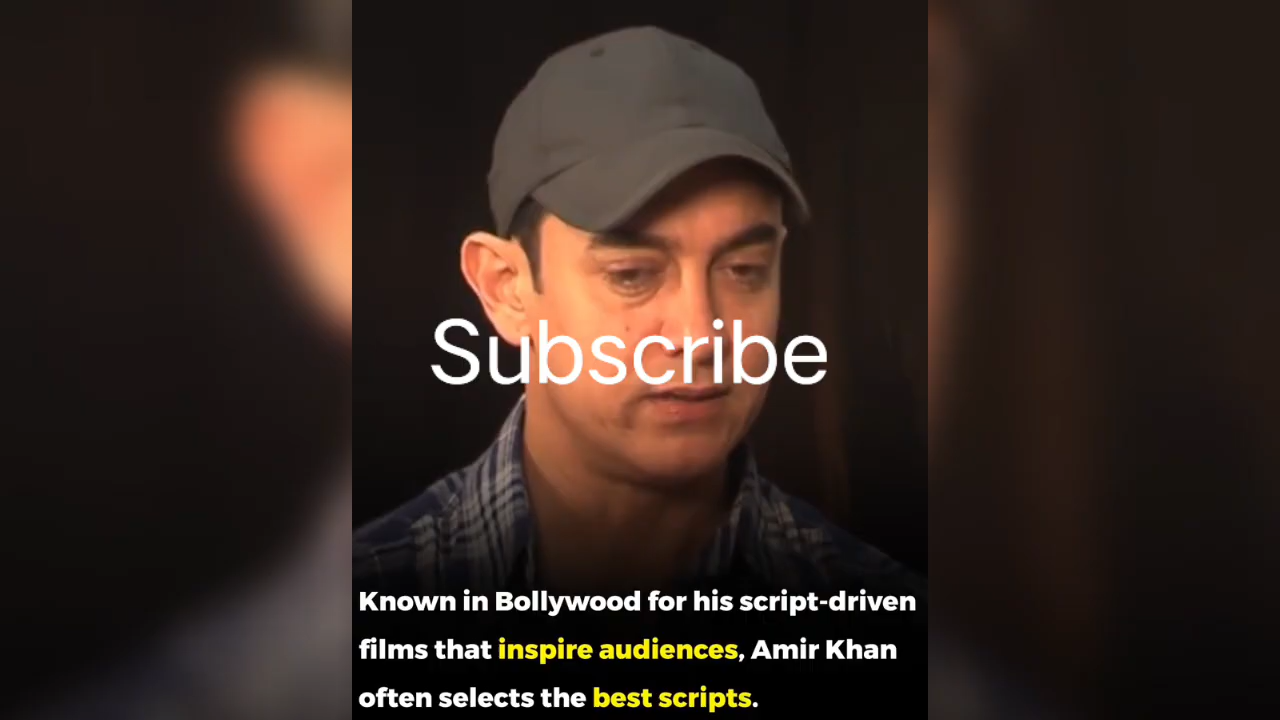 Subscribe
Known in Bollywood for his script-driven
films that inspire audiences, Amir Khan
often selects the best scripts.